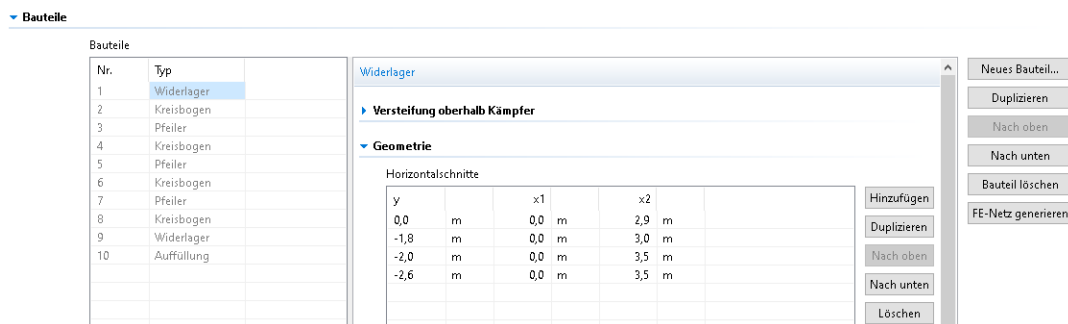 Bauteile
Bauteile
Nr. Typ
1 Widerlager
2 Kreisbogen
3 Pfeiler
4 Kreisbogen
5 Pfeiler
6 Kreisbogen
7 Pfeiler
8 Kreisbogen
9 Widerlager
10 Auffüllung
Widerlager
Versteifung oberhalb Kämpfer
Geometrie
Horizontalschnitte
y x1 x2
0,0 m 0,0 m 2,9 m
-1,8 m 0,0 m 3,0 m
-2,0 m 0,0 m 3,5 m
-2,6 m 0,0 m 3,5 m
Hinzufügen
Duplizieren
Nach oben
Nach unten
Löschen
Neues Bauteil...
Duplizieren
Nach oben
Nach unten
Bauteil löschen
FE-Netz generieren